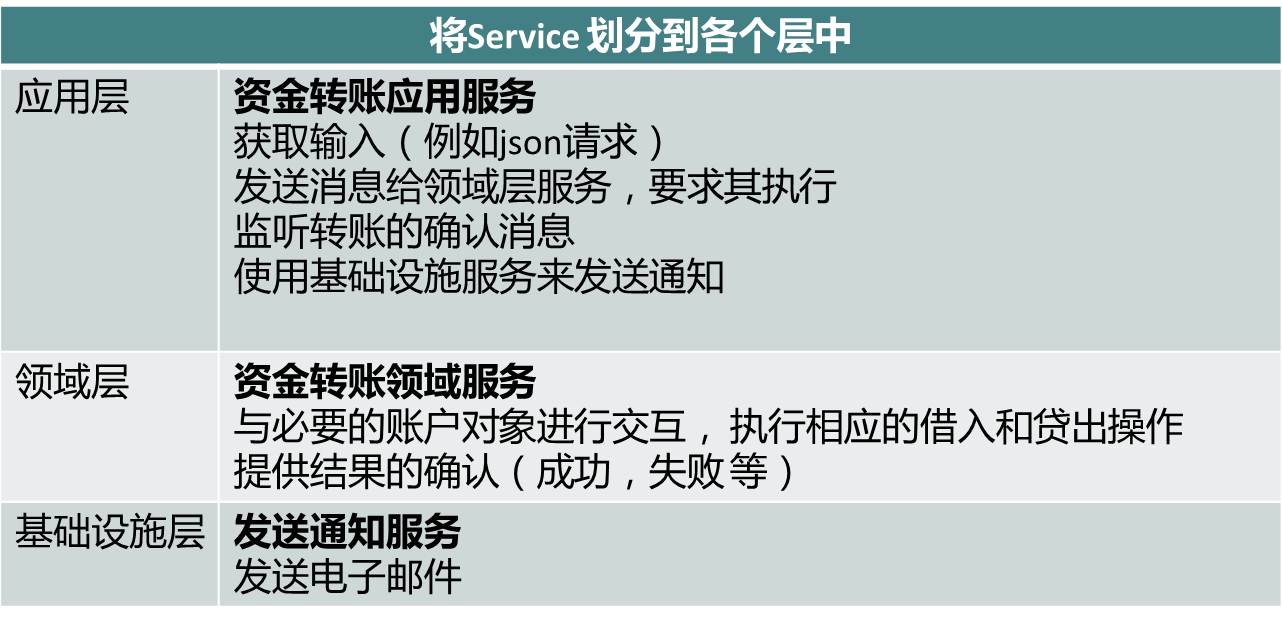 将Service 划分到各个层中
应用层
资金转账应用服务
获取输入（例如json请求）
发送消息给领域层服务，要求其执行
监听转账的确认消息
使用基础设施服务来发送通知
领域层
资金转账领域服务
与必要的账户对象进行交互， 执行相应的借入和贷出操作
提供结果的确认（成功，失败 等）
基础设施层
发送通知服务
发送电子邮件